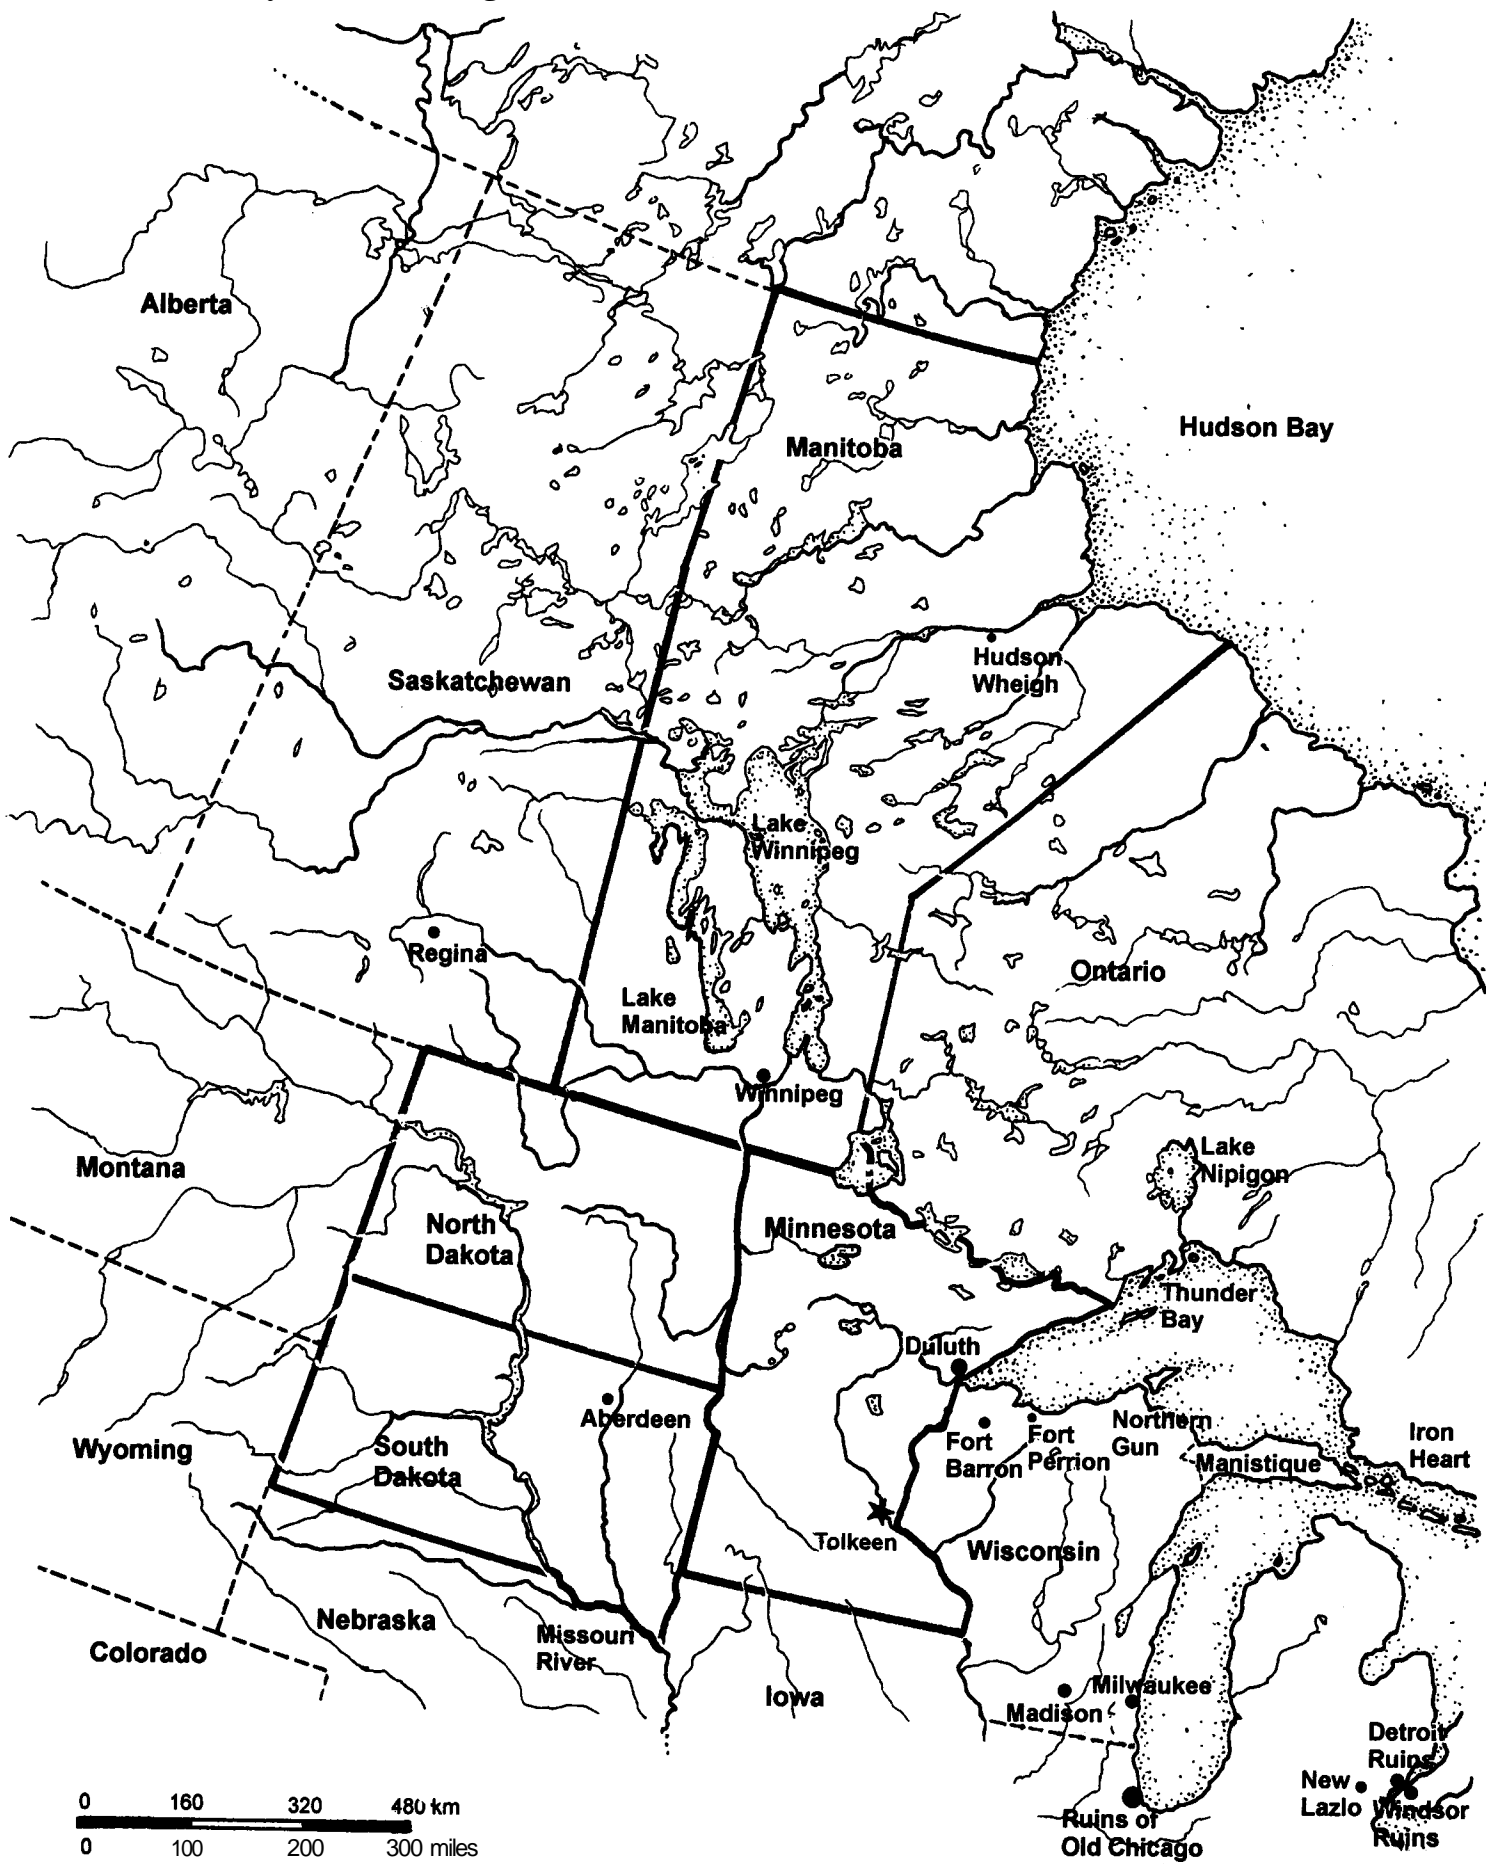 Alberta
Hudson Bay
Manitoba
Hudson
Wheigh
Saskatchewan
Lake
Winnipeg
Regina
Ontario
Lake
Manitoba
Winnipeg
Montana
Lake
Nipigon
North
Dakota
Minnesota
Thunder
Bay
Duluth
Aberdeen
Fort
Barron
Fort
Perrion
Northern
Gun
Iron
Heart
Wyoming
South
Dakota
Manistique
Tolkeen
Wisconsin
Nebraska
Missouri
River
Colorado
Iowa
Madison
Milwaukee
Detroit
Ruins
New
Lazlo
Windsor
Ruins
Ruins of
Old Chicago
0 160 320 480 km
0 100 200 300 miles